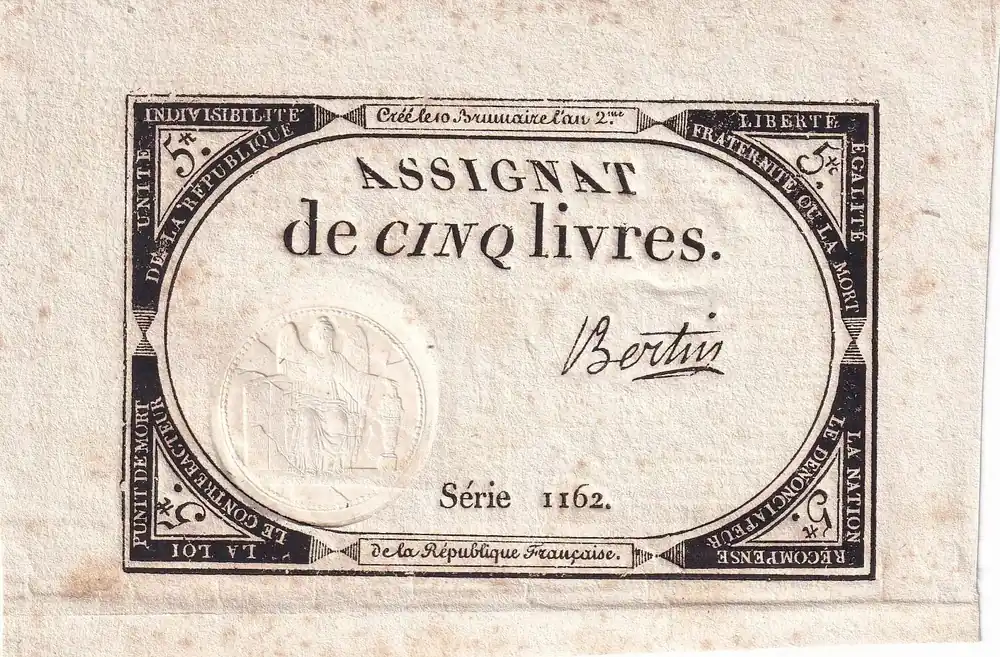 Créé le 10 Brumaire l'an 2.me
INDIVISIBILITÉ
UNITÉ
DE LA RÉPUBLIQUE
5#.
LIBERTÉ
EGALITÉ
FRATERNITÉ OU LA MORT
5#.
ASSIGNAT
de CINQ livres.
Bertin
Série 1162.
LA LOI
PUNIT DE MORT
LE CONTREFACTEUR
5#.
LA NATION
RÉCOMPENSE
LE DÉNONCIATEUR
5#.
de la République Française.